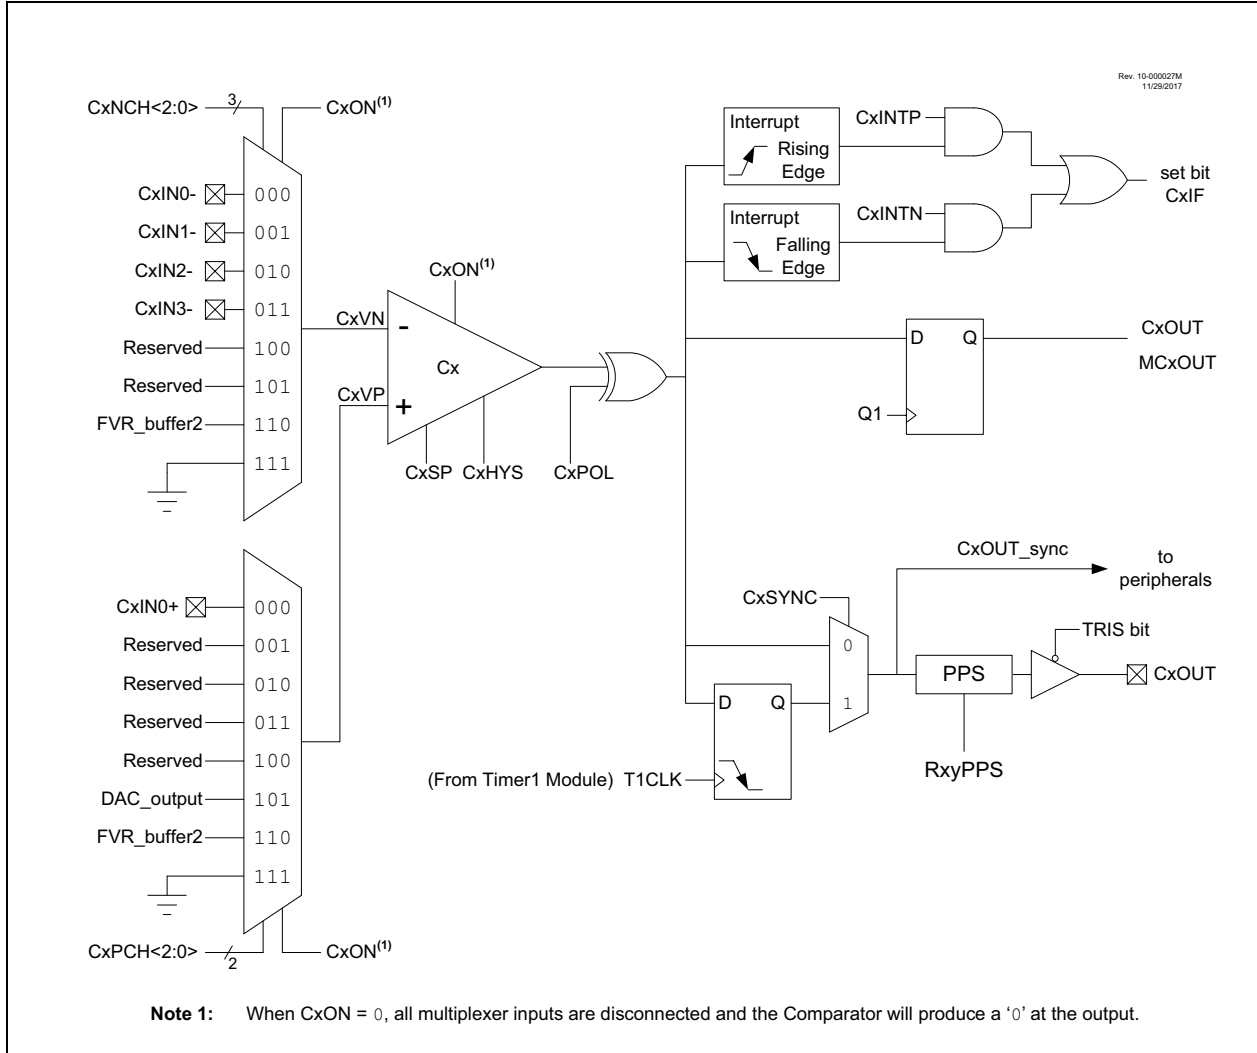 Rev. 10-000027M
11/29/2017
CxNCH<2:0>
3
CxON(1)
CxIN0-
000
CxIN1-
001
CxIN2-
010
CxIN3-
011
Reserved
100
Reserved
101
FVR_buffer2
110
111
CxVN
CxVP
CxON(1)
-
+
Cx
CxSP
CxHYS
CxPOL
Interrupt
Rising
Edge
CxINTP
Interrupt
Falling
Edge
CxINTN
set bit
CxIF
D
Q
Q1
CxOUT
MCxOUT
CxIN0+
000
Reserved
001
Reserved
010
Reserved
011
Reserved
100
DAC_output
101
FVR_buffer2
110
111
CxPCH<2:0>
2
CxON(1)
CxOUT_sync
to
peripherals
CxSYNC
0
1
D
Q
(From Timer1 Module) T1CLK
PPS
RxyPPS
TRIS bit
CxOUT
Note 1: When CxON = 0, all multiplexer inputs are disconnected and the Comparator will produce a ‘0’ at the output.